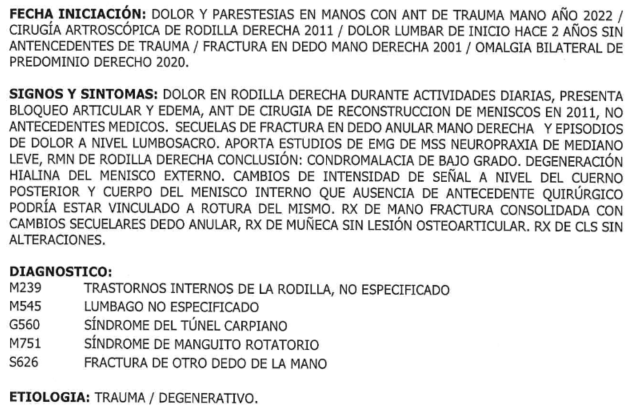 FECHA INICIACIÓN: DOLOR Y PARESTESIAS EN MANOS CON ANT DE TRAUMA MANO AÑO 2022 /
CIRUGÍA ARTROSCÓPICA DE RODILLA DERECHA 2011 / DOLOR LUMBAR DE INICIO HACE 2 AÑOS SIN
ANTENCEDENTES DE TRAUMA / FRACTURA EN DEDO MANO DERECHA 2001 / OMALGIA BILATERAL DE
PREDOMINIO DERECHO 2020.
SIGNOS Y SINTOMAS: DOLOR EN RODILLA DERECHA DURANTE ACTIVIDADES DIARIAS, PRESENTA
BLOQUEO ARTICULAR Y EDEMA, ANT DE CIRUGIA DE RECONSTRUCCION DE MENISCOS EN 2011, NO
ANTECEDENTES MEDICOS. SECUELAS DE FRACTURA EN DEDO ANULAR MANO DERECHA Y EPISODIOS
DE DOLOR A NIVEL LUMBOSACRO. APORTA ESTUDIOS DE EMG DE MSS NEUROPRAXIA DE MEDIANO
LEVE, RMN DE RODILLA DERECHA CONCLUSIÓN: CONDROMALACIA DE BAJO GRADO. DEGENERACIÓN
HIALINA DEL MENISCO EXTERNO. CAMBIOS DE INTENSIDAD DE SEÑAL A NIVEL DEL CUERNO
POSTERIOR Y CUERPO DEL MENISCO INTERNO QUE AUSENCIA DE ANTECEDENTE QUIRÚRGICO
PODRÍA ESTAR VINCULADO A ROTURA DEL MISMO. RX DE MANO FRACTURA CONSOLIDADA CON
CAMBIOS SECUELARES DEDO ANULAR, RX DE MUÑECA SIN LESIÓN OSTEOARTICULAR. RX DE CLS SIN
ALTERACIONES.
DIAGNOSTICO:
M239 TRASTORNOS INTERNOS DE LA RODILLA, NO ESPECIFICADO
M545 LUMBAGO NO ESPECIFICADO
G560 SÍNDROME DEL TÚNEL CARPIANO
M751 SÍNDROME DE MANGUITO ROTATORIO
S626 FRACTURA DE OTRO DEDO DE LA MANO
ETIOLOGIA: TRAUMA / DEGENERATIVO.